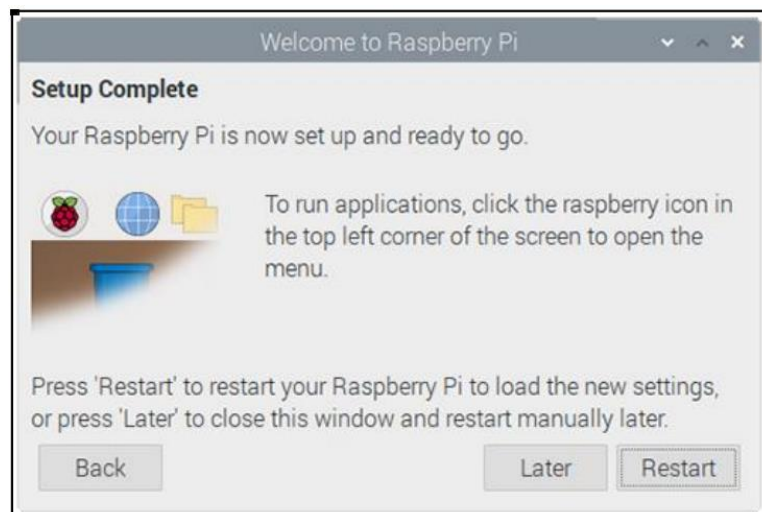 Welcome to Raspberry Pi
Setup Complete
Your Raspberry Pi is now set up and ready to go.
To run applications, click the raspberry icon in
the top left corner of the screen to open the
menu.
Press 'Restart' to restart your Raspberry Pi to load the new settings,
or press 'Later' to close this window and restart manually later.
Back Later Restart